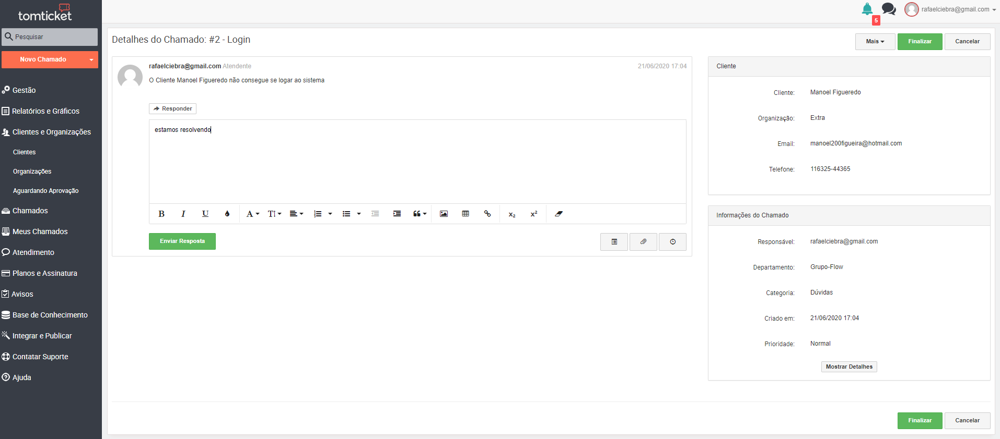 tomticket
Pesquisar
Novo Chamado
Gestão
Relatórios e Gráficos
Clientes e Organizações
Clientes
Organizações
Aguardando Aprovação
Chamados
Meus Chamados
Atendimento
Planos e Assinatura
Avisos
Base de Conhecimento
Integrar e Publicar
Contatar Suporte
Ajuda
5
rafaelciebra@gmail.com
Detalhes do Chamado: #2 - Login
Mais
Finalizar
Cancelar
rafaelciebra@gmail.com Atendente
21/06/2020 17:04
O Cliente Manoel Figueredo não consegue se logar ao sistema
Responder
estamos resolvendo
B I U A T x₂ x²
Enviar Resposta
Cliente
Cliente: Manoel Figueredo
Organização: Extra
Email: manoel200figueira@hotmail.com
Telefone: 116325-44365
Informações do Chamado
Responsável: rafaelciebra@gmail.com
Departamento: Grupo-Flow
Categoria: Dúvidas
Criado em: 21/06/2020 17:04
Prioridade: Normal
Mostrar Detalhes
Finalizar
Cancelar